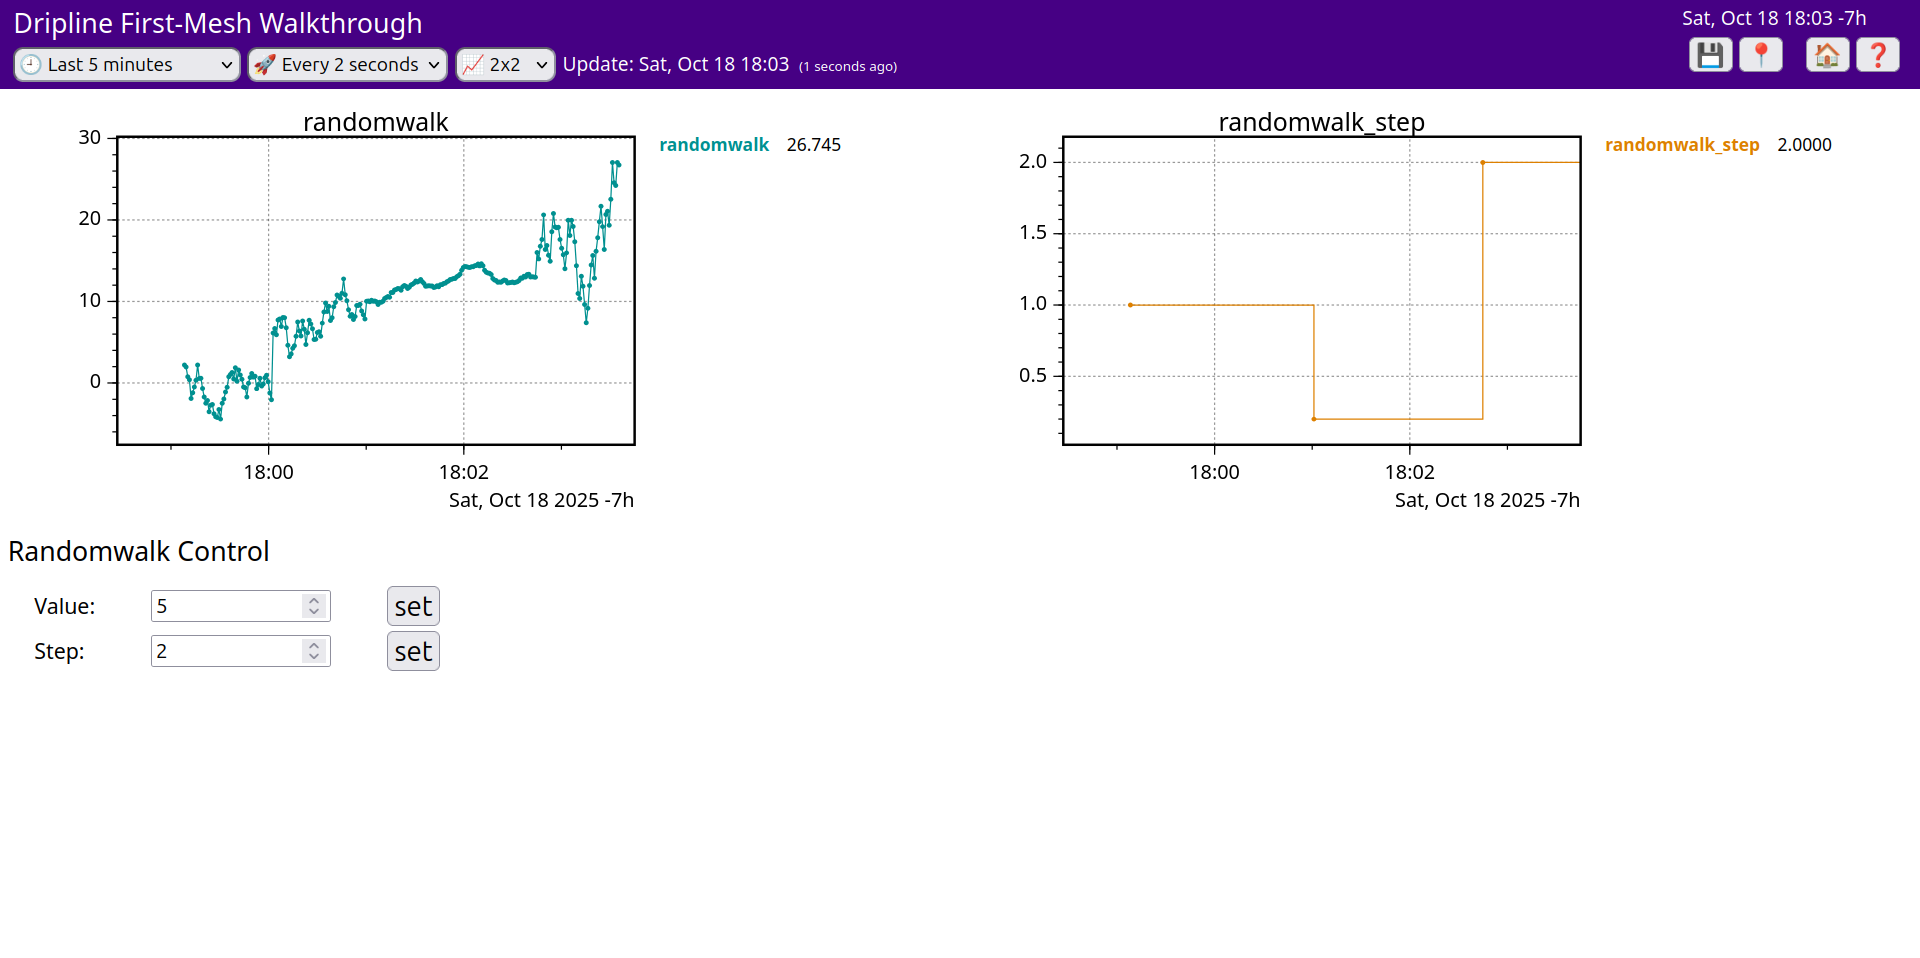 Dripline First-Mesh Walkthrough
Sat, Oct 18 18:03 -7h
Last 5 minutes Every 2 seconds 2x2 Update: Sat, Oct 18 18:03 (1 seconds ago)
randomwalk
30
20
10
0
18:00 18:02
Sat, Oct 18 2025 -7h
randomwalk 26.745
randomwalk_step
2.0
1.5
1.0
0.5
18:00 18:02
Sat, Oct 18 2025 -7h
randomwalk_step 2.0000
Randomwalk Control
Value: 5 set
Step: 2 set